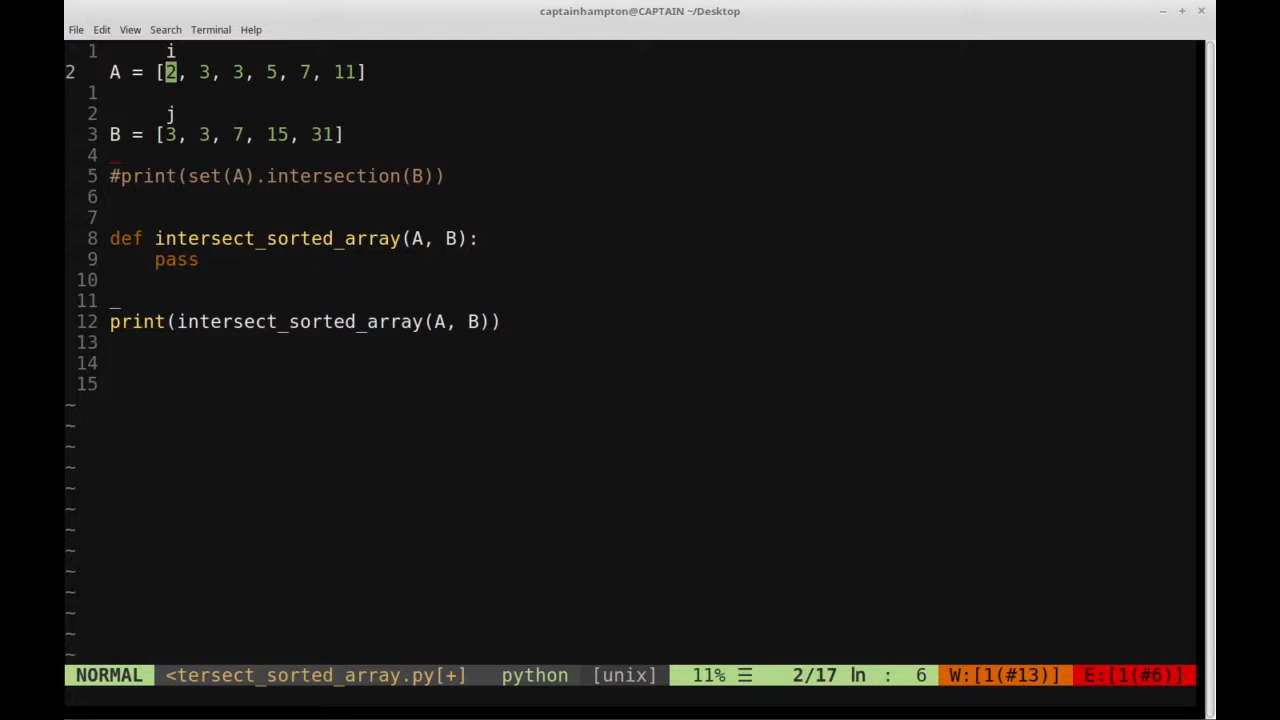 captainhampton@CAPTAIN ~/Desktop
File Edit View Search Terminal Help
1 i
2 A = [2, 3, 3, 5, 7, 11]
1
2 j
3 B = [3, 3, 7, 15, 31]
4 _
5 #print(set(A).intersection(B))
6
7
8 def intersect_sorted_array(A, B):
9 pass
10
11 _
12 print(intersect_sorted_array(A, B))
13
14
15
~
~
~
~
~
~
~
~
~
~
~
~
~
NORMAL <tersect_sorted_array.py[+] python [unix] 11% ☰ 2/17 ln : 6 W:[1(#13)] E:[1(#6)]